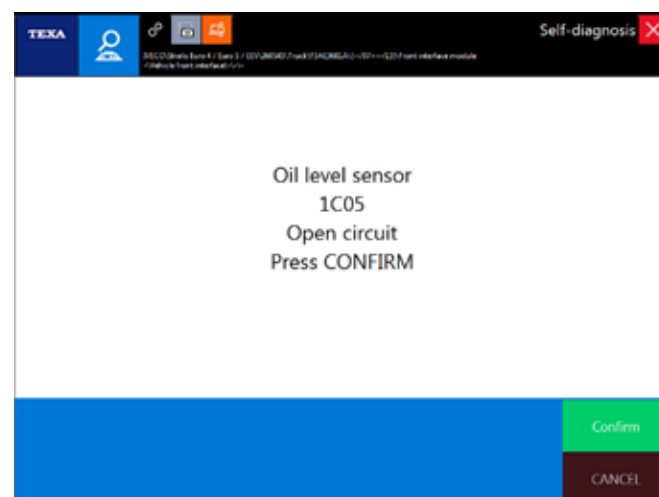 TEXA
Self-diagnosis
Oil level sensor
1C05
Open circuit
Press CONFIRM
Confirm
CANCEL